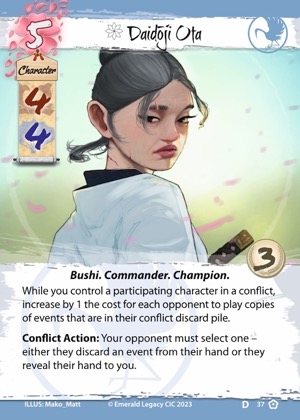 5
Daidoji Ota
Character
4
4
3
Bushi. Commander. Champion.
While you control a participating character in a conflict,
increase by 1 the cost for each opponent to play copies
of events that are in their conflict discard pile.
Conflict Action: Your opponent must select one –
either they discard an event from their hand or they
reveal their hand to you.
ILLUS: Mako_Matt © Emerald Legacy CIC 2023 D 37